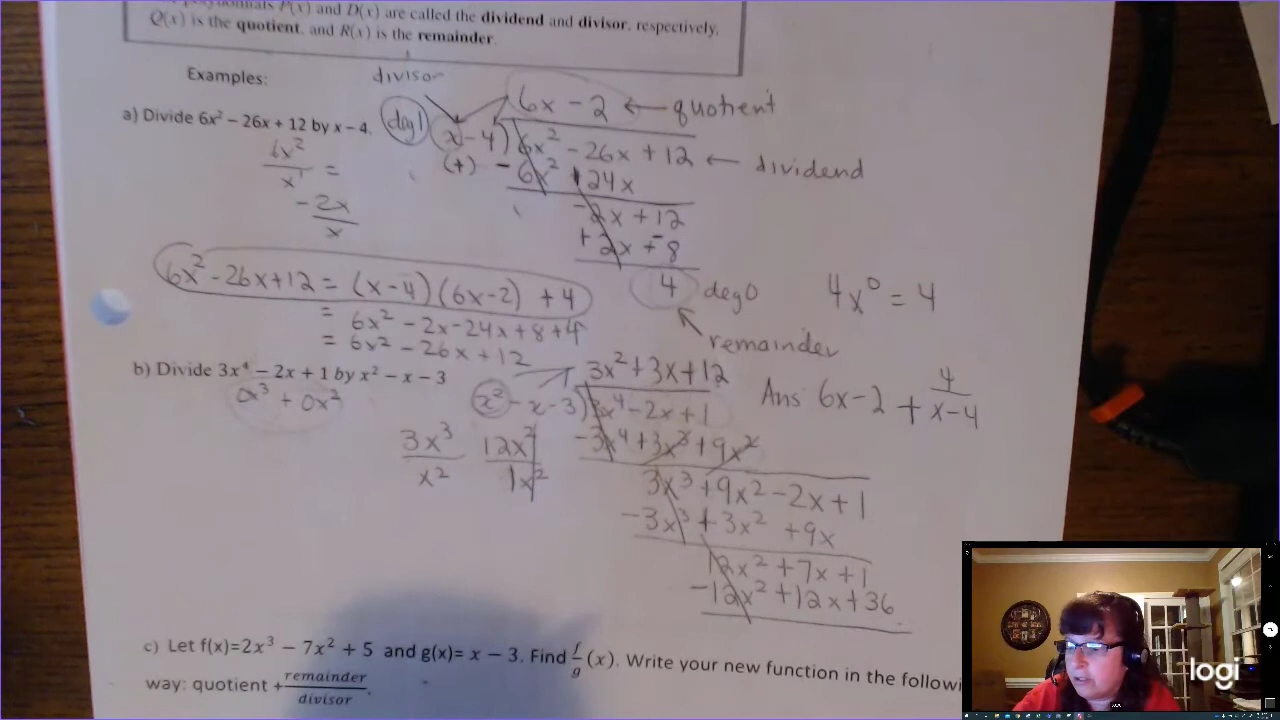 polynomials P(x) and D(x) are called the dividend and divisor, respectively,
Q(x) is the quotient, and R(x) is the remainder.
Examples:
divisor
a) Divide 6x² − 26x + 12 by x − 4.
deg 1
6x − 2 ← quotient
x − 4) 6x² − 26x + 12 ← dividend
(+) − 6x² + 24x
− 2x + 12
+ 2x + − 8
4 deg 0
remainder
4x⁰ = 4
6x²
x¹ =
− 2x
x
6x² − 26x + 12 = (x − 4)(6x − 2) + 4
= 6x² − 2x − 24x + 8 + 4
= 6x² − 26x + 12
Ans 6x − 2 + 4
x − 4
b) Divide 3x⁴ − 2x + 1 by x² − x − 3
0x³ + 0x²
3x² + 3x + 12
x² − x − 3) 3x⁴ − 2x + 1
− 3x⁴ + 3x³ + 9x²
3x³ + 9x² − 2x + 1
− 3x³ + 3x² + 9x
12x² + 7x + 1
− 12x² + 12x + 36
3x³
x²
12x²
1x²
c) Let f(x)=2x³ − 7x² + 5 and g(x)= x − 3. Find f/g (x). Write your new function in the followi
way: quotient + remainder
divisor
logi